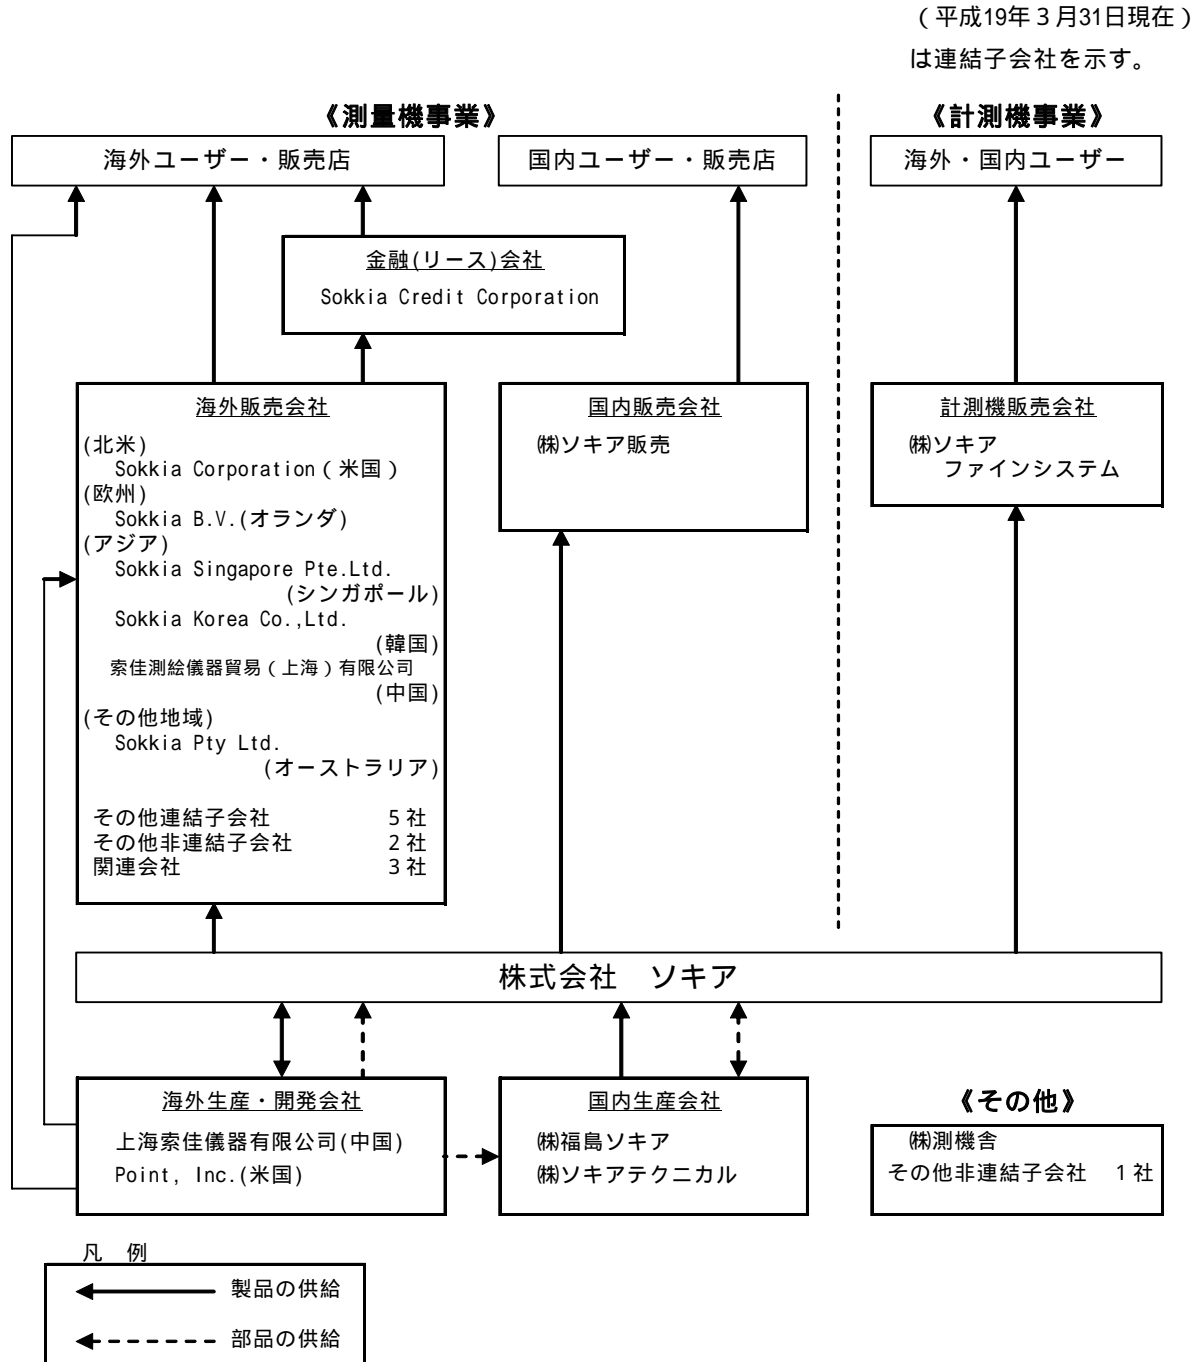 （平成19年３月31日現在）
は連結子会社を示す。
《測量機事業》
《計測機事業》
海外ユーザー・販売店
国内ユーザー・販売店
海外・国内ユーザー
金融(リース)会社
Sokkia Credit Corporation
海外販売会社
(北米)
Sokkia Corporation（米国）
(欧州)
Sokkia B.V.(オランダ)
(アジア)
Sokkia Singapore Pte.Ltd.
(シンガポール)
Sokkia Korea Co.,Ltd.
(韓国)
索佳測絵儀器貿易（上海）有限公司
(中国)
(その他地域)
Sokkia Pty Ltd.
(オーストラリア)
その他連結子会社　５社
その他非連結子会社　２社
関連会社　３社
国内販売会社
㈱ソキア販売
計測機販売会社
㈱ソキア
ファインシステム
株式会社　ソキア
海外生産・開発会社
上海索佳儀器有限公司(中国)
Point, Inc.(米国)
国内生産会社
㈱福島ソキア
㈱ソキアテクニカル
《その他》
㈱測機舎
その他非連結子会社　１社
凡　例
製品の供給
部品の供給